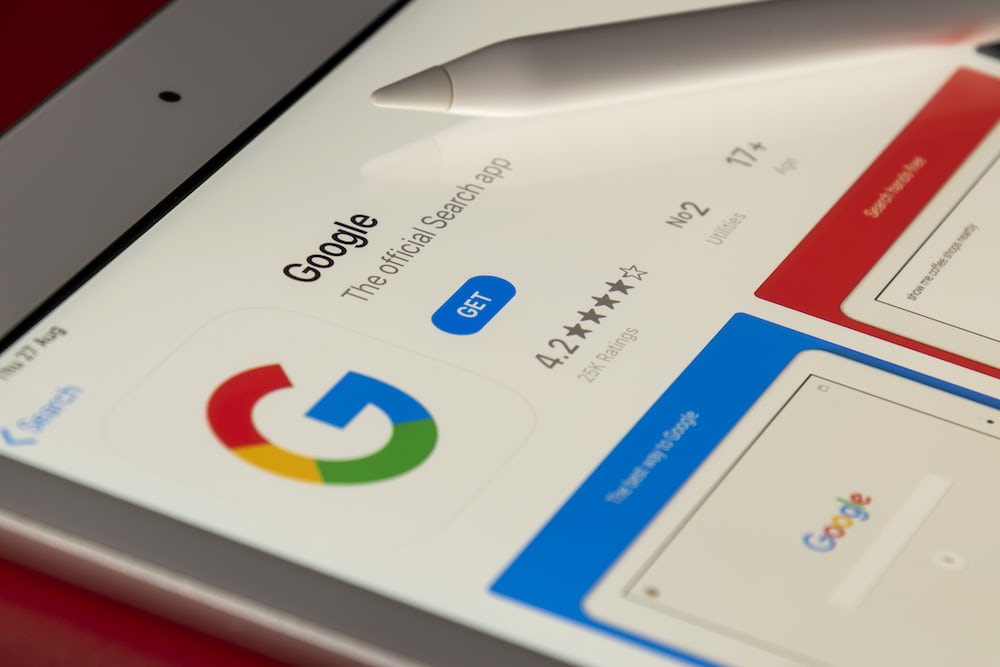 Thu 27 Aug
Search
Google
The official Search app
GET
4.2
25K Ratings
No2
Utilities
17+
Age
The best way to Google
Google
Search hands-free
show me coffee shops nearby